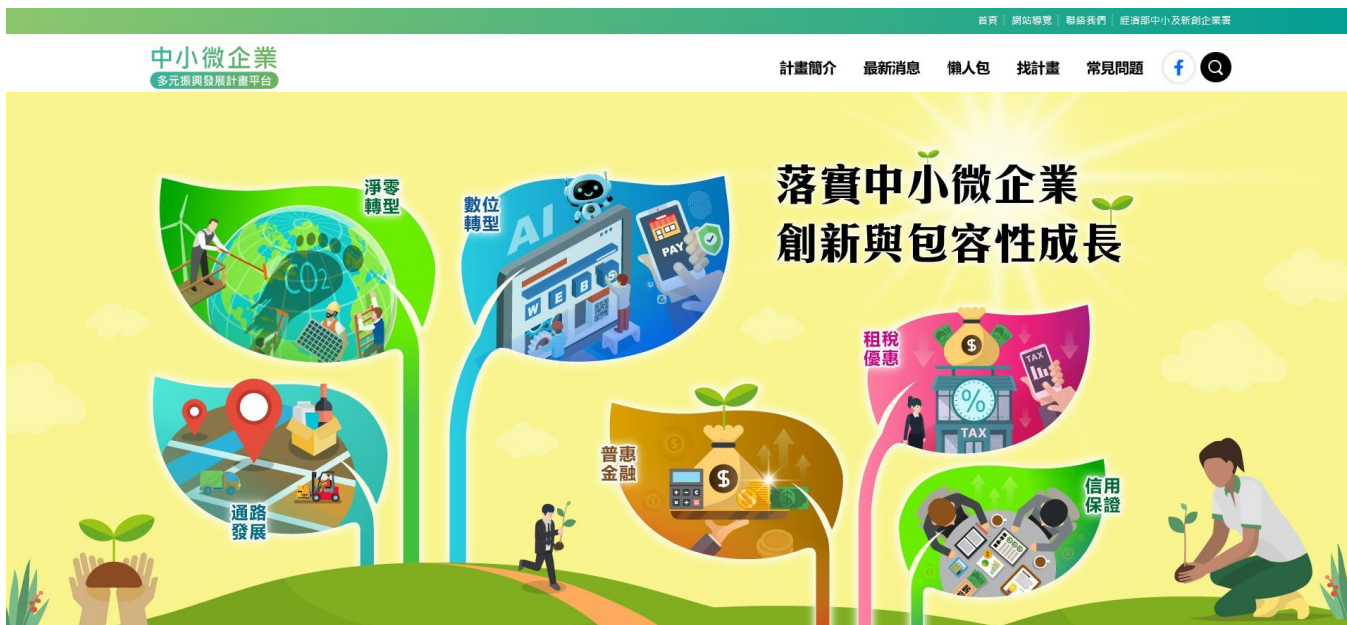 首頁 網站導覽 聯絡我們 經濟部中小及新創企業署
中小微企業
多元振興發展計畫平台
計畫簡介 最新消息 懶人包 找計畫 常見問題
落實中小微企業
創新與包容性成長
淨零
轉型
CO2
數位
轉型
AI
WEB
PAY
租稅
優惠
TAX
TAX
通路
發展
普惠
金融
信用
保證